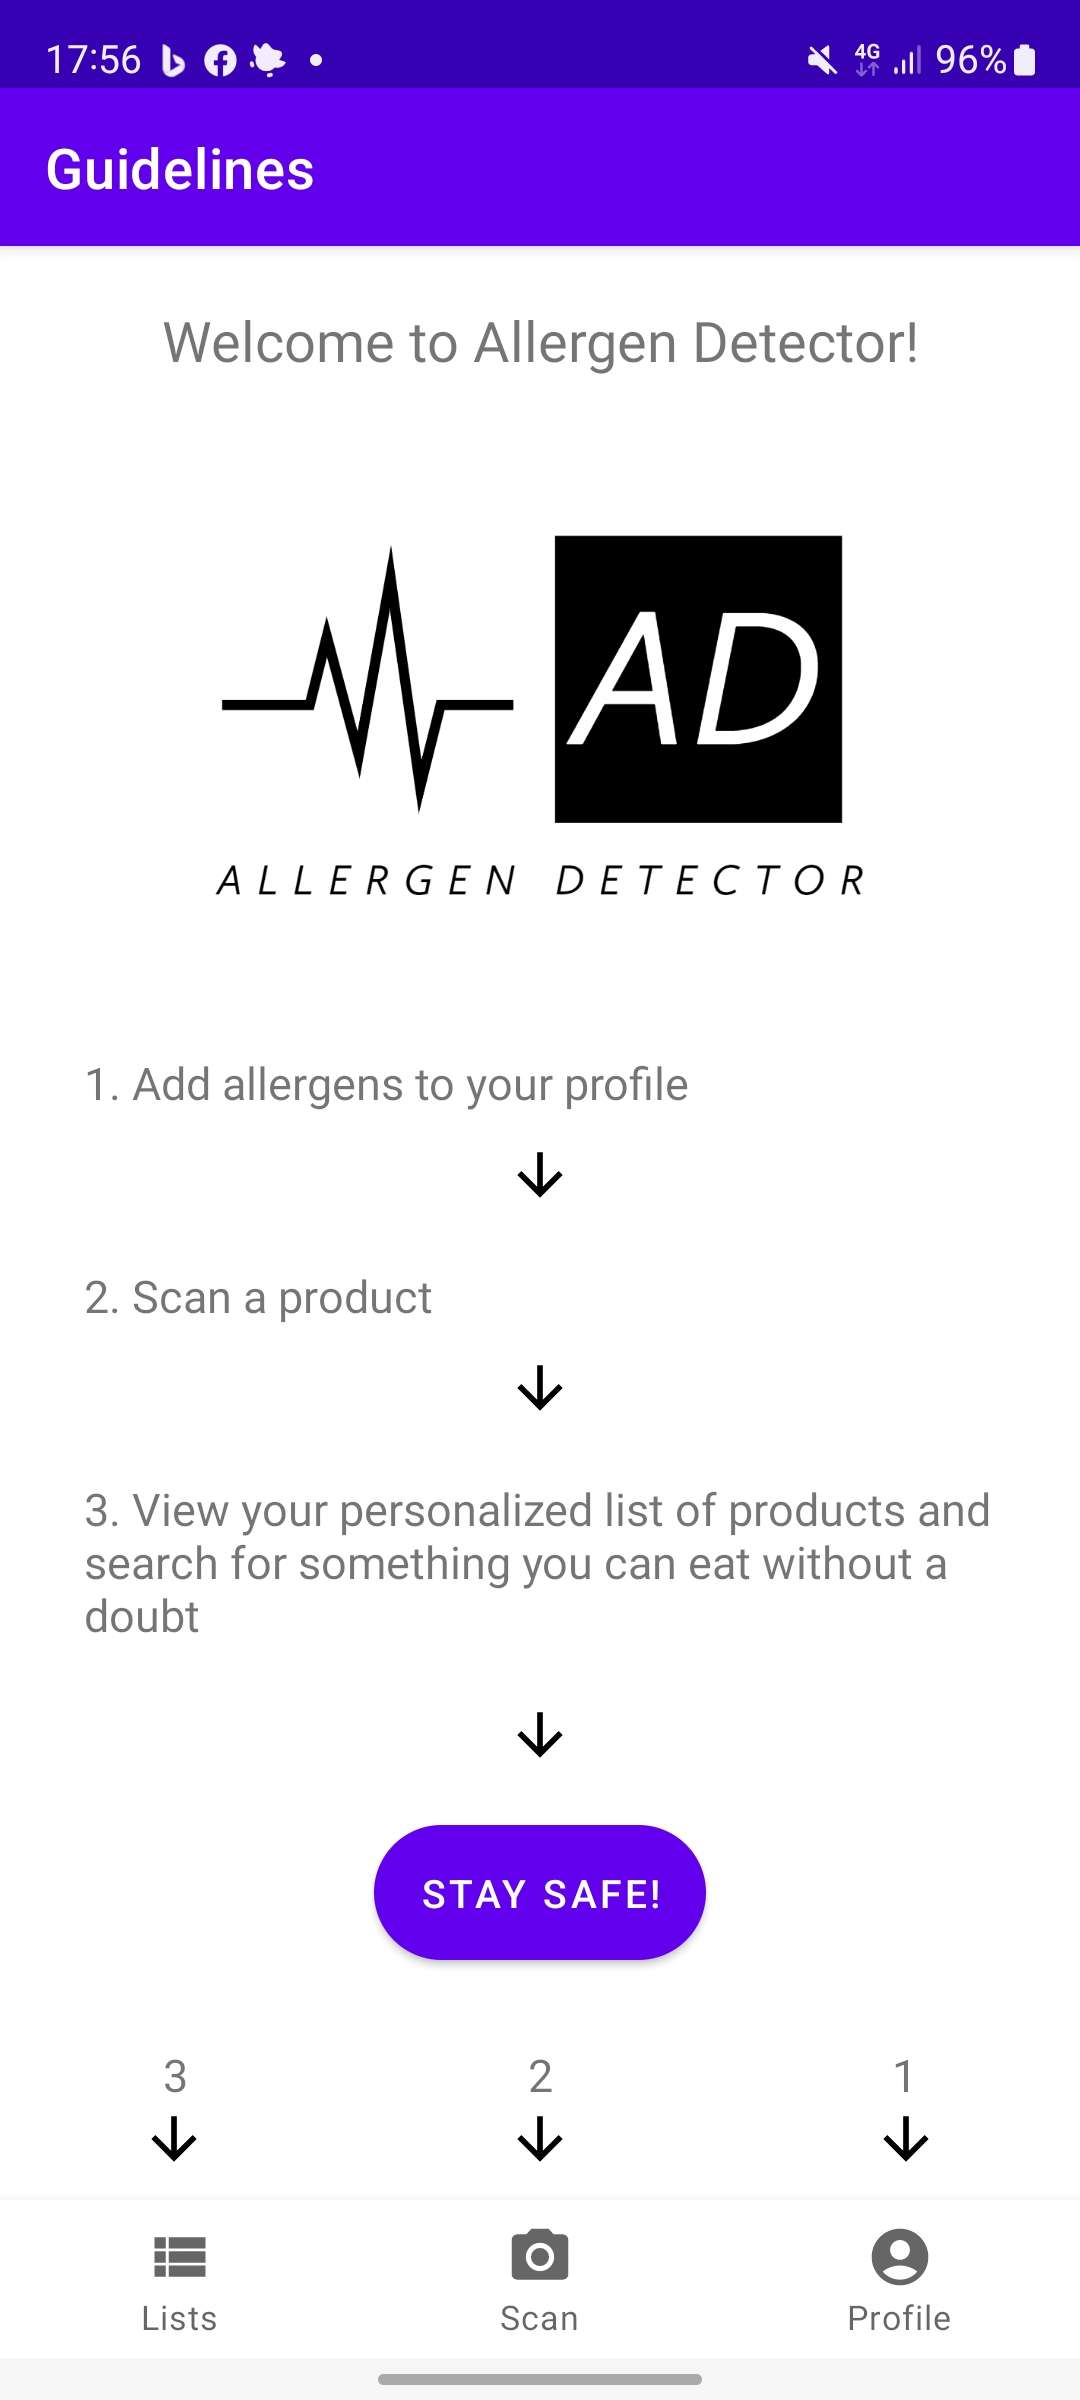 17:56 4G 96%
Guidelines
Welcome to Allergen Detector!
AD
ALLERGEN DETECTOR
1. Add allergens to your profile
2. Scan a product
3. View your personalized list of products and
search for something you can eat without a
doubt
STAY SAFE!
3 2 1
Lists Scan Profile